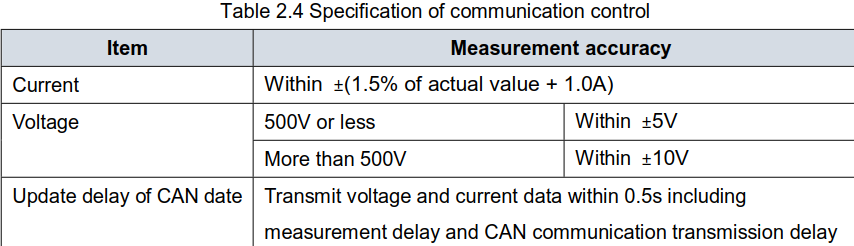 Table 2.4 Specification of communication control
Item Measurement accuracy
Current Within ±(1.5% of actual value + 1.0A)
Voltage 500V or less Within ±5V
More than 500V Within ±10V
Update delay of CAN date Transmit voltage and current data within 0.5s including
measurement delay and CAN communication transmission delay